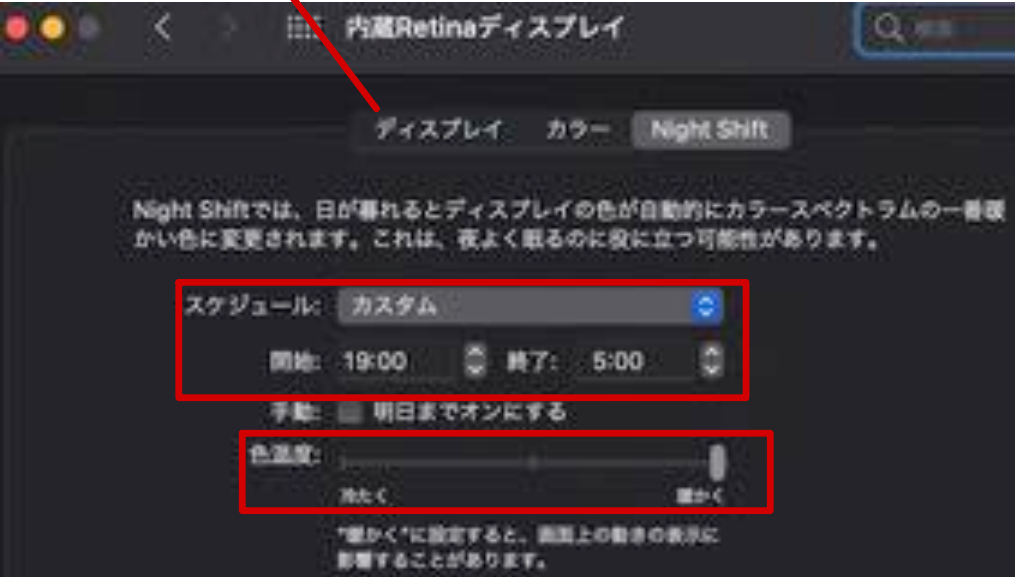 内蔵Retinaディスプレイ
検索
ディスプレイ カラー Night Shift
Night Shiftでは、日が暮れるとディスプレイの色が自動的にカラースペクトラムの一番暖
かい色に変更されます。これは、夜よく眠るのに役に立つ可能性があります。
スケジュール: カスタム
開始: 19:00 終了: 5:00
手動: 明日までオンにする
色温度:
冷たく 暖かく
"暖かく"に設定すると、画面上の動きの表示に
影響することがあります。